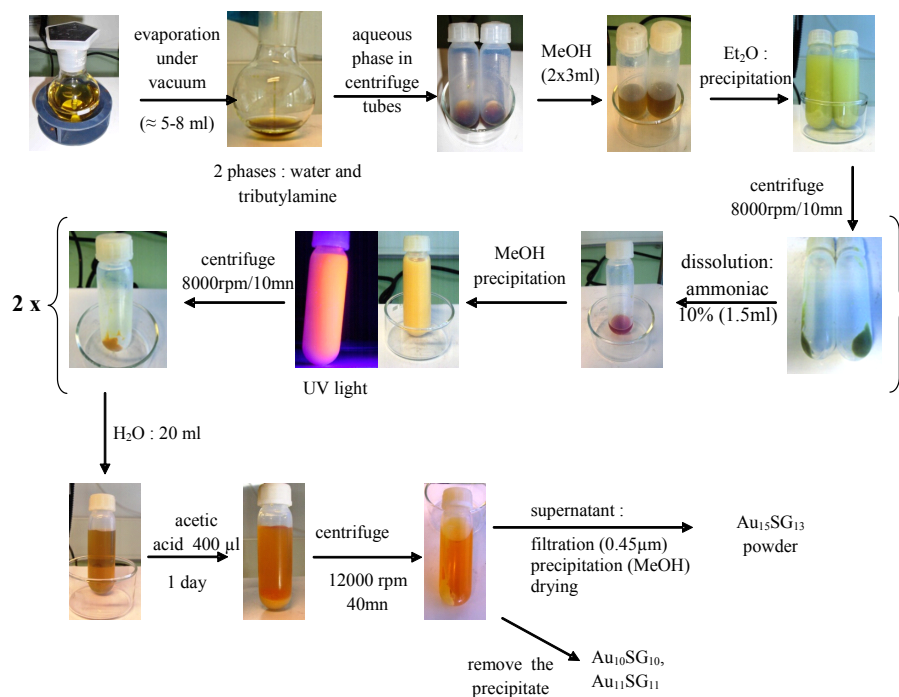 evaporation
under
vacuum
(≈ 5-8 ml)
aqueous
phase in
centrifuge
tubes
MeOH
(2x3ml)
Et₂O :
precipitation
2 phases : water and
tributylamine
centrifuge
8000rpm/10mn
dissolution:
ammoniac
10% (1.5ml)
MeOH
precipitation
UV light
centrifuge
8000rpm/10mn
2 x
H₂O : 20 ml
acetic
acid 400 µl
1 day
centrifuge
12000 rpm
40mn
supernatant :
filtration (0.45µm)
precipitation (MeOH)
drying
Au₁₅SG₁₃
powder
remove the
precipitate
Au₁₀SG₁₀,
Au₁₁SG₁₁